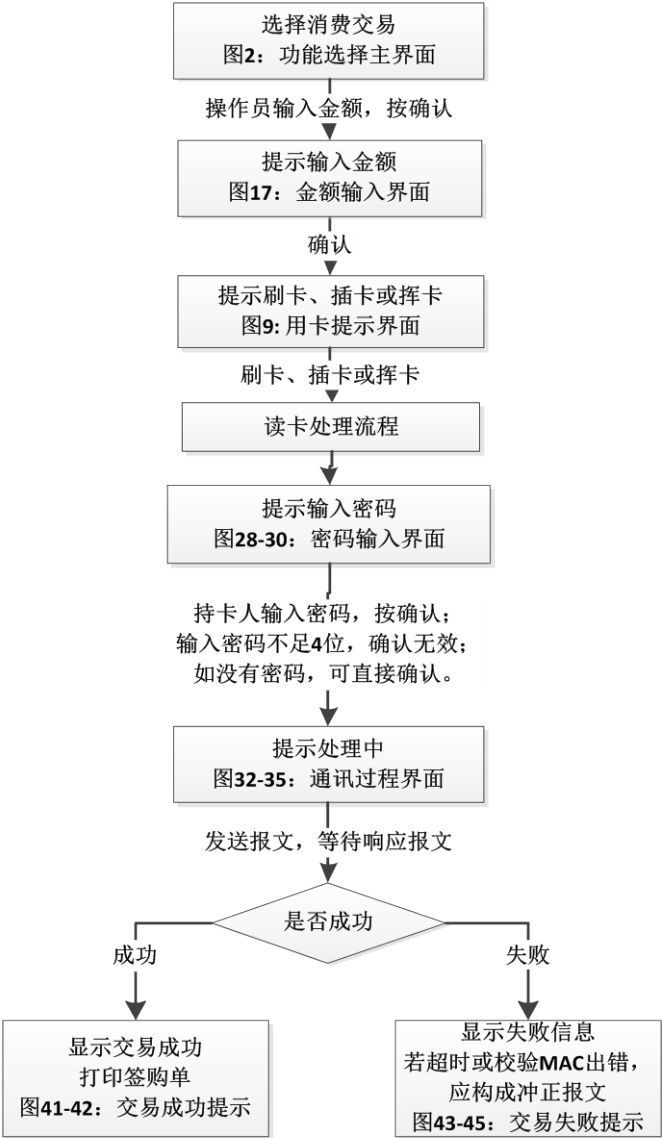 选择消费交易
图2：功能选择主界面
操作员输入金额，按确认
提示输入金额
图17：金额输入界面
确认
提示刷卡、插卡或挥卡
图9: 用卡提示界面
刷卡、插卡或挥卡
读卡处理流程
提示输入密码
图28-30：密码输入界面
持卡人输入密码，按确认；
输入密码不足4位，确认无效；
如没有密码，可直接确认。
提示处理中
图32-35：通讯过程界面
发送报文，等待响应报文
是否成功
成功
失败
显示交易成功
打印签购单
图41-42：交易成功提示
显示失败信息
若超时或校验MAC出错，
应构成冲正报文
图43-45：交易失败提示